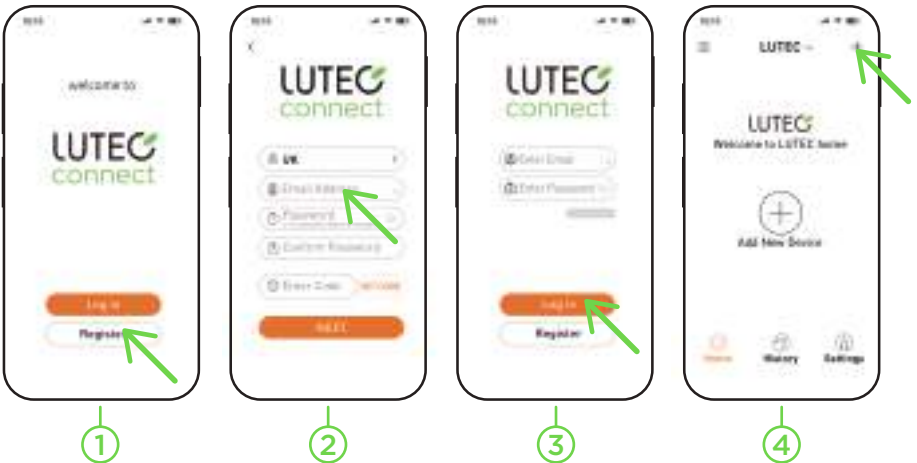 welcome to
LUTEC
connect
Log in
Register
1
LUTEC
connect
UK
Email Address
Password
Confirm Password
Enter Code
NEXT
2
LUTEC
connect
Enter Email
Enter Password
Log in
Register
3
LUTEC
LUTEC
Welcome to LUTEC home
Add New Device
Home
History
Settings
4